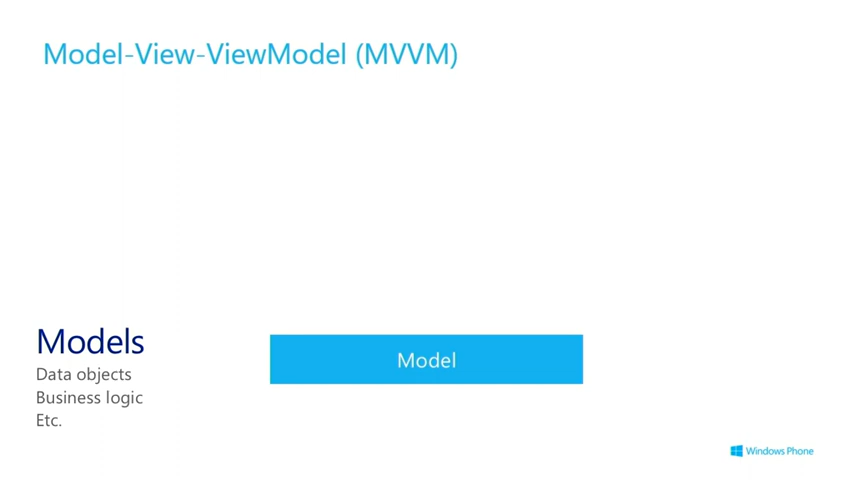 Model-View-ViewModel (MVVM)
Models
Data objects
Business logic
Etc.
Model
Windows Phone